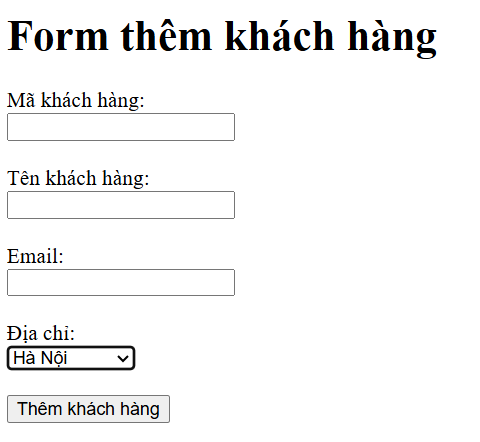 Form thêm khách hàng
Mã khách hàng:
Tên khách hàng:
Email:
Địa chỉ:
Hà Nội
Thêm khách hàng